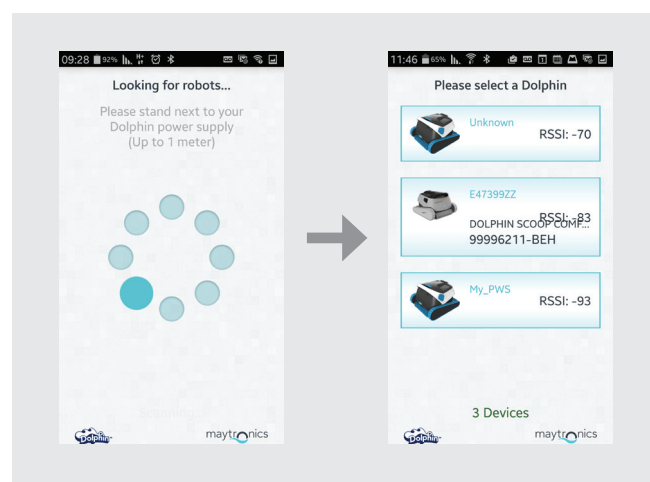 09:28 92%
Looking for robots...
Please stand next to your
Dolphin power supply
(Up to 1 meter)
Scanning...
Dolphin
maytronics
11:46 65%
Please select a Dolphin
Unknown
RSSI: -70
E47399ZZ
RSSI: -83
DOLPHIN SCOOP COMF...
99996211-BEH
My_PWS
RSSI: -93
3 Devices
Dolphin
maytronics